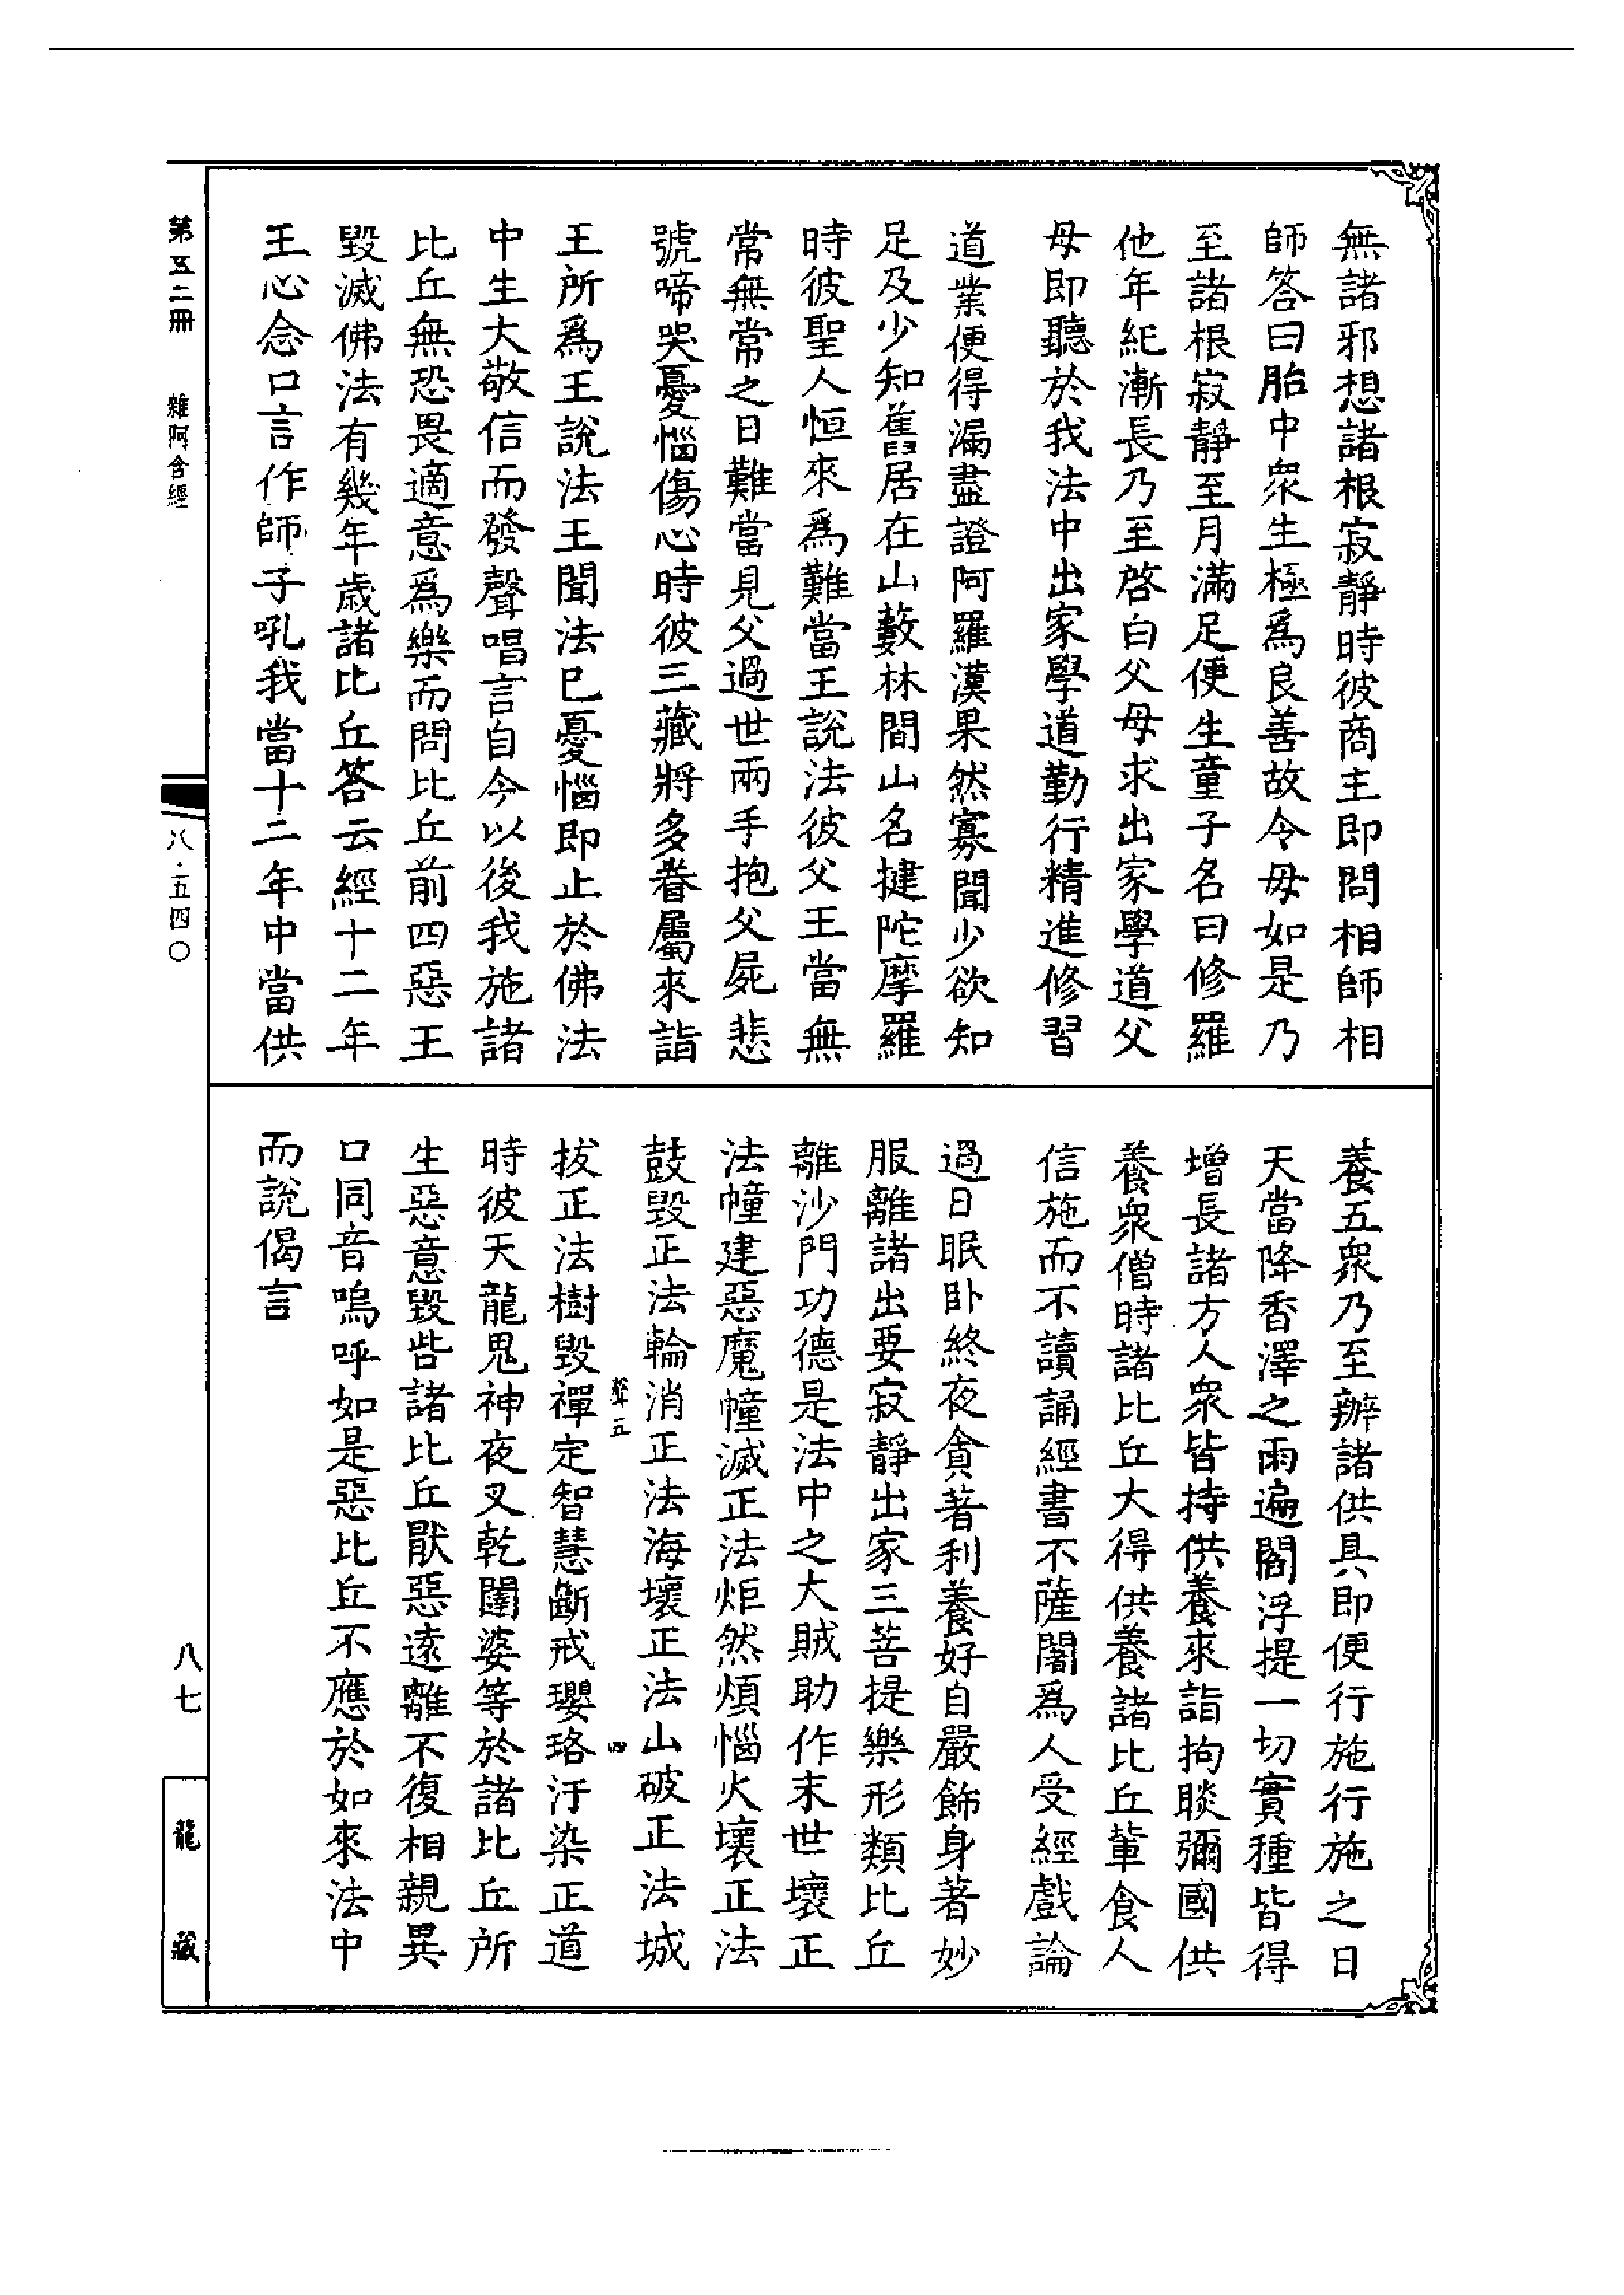 無諸邪想諸根寂靜時彼商主即問相師相
師答曰胎中衆生極爲良善故令母如是乃
至諸根寂靜至月滿足便生童子名曰修羅
他年紀漸長乃至啓白父母求出家學道父
母即聽於我法中出家學道勤行精進修習
道業便得漏盡證阿羅漢果然寡聞少欲知
足及少知舊居在山藪林間山名揵陀摩羅
時彼聖人恒來爲難當王說法彼父王當無
常無常之日難當見父過世兩手抱父屍悲
號啼哭憂惱傷心時彼三藏將多眷屬來詣
王所爲王說法王聞法已憂惱即止於佛法
中生大敬信而發聲唱言自今以後我施諸
比丘無恐畏適意爲樂而問比丘前四惡王
毀滅佛法有幾年歲諸比丘答云經十二年
王心念口言作師子吼我當十二年中當供
養五衆乃至辦諸供具即便行施行施之日
天當降香澤之雨遍閻浮提一切實種皆得
增長諸方人衆皆持供養來詣拘睒彌國供
養衆僧時諸比丘大得供養諸比丘輩食人
信施而不讀誦經書不薩闍爲人受經戲論
過日眠卧終夜貪著利養好自嚴飾身著妙
服離諸出要寂靜出家三菩提樂形類比丘
離沙門功德是法中之大賊助作末世壞正
法幢建惡魔幢滅正法炬然煩惱火壞正法
鼓毀正法輪消正法海壞正法山破正法城
聲五 四
拔正法樹毀禪定智慧斷戒瓔珞汙染正道
時彼天龍鬼神夜叉乾闥婆等於諸比丘所
生惡意毀呰諸比丘厭惡遠離不復相親異
口同音嗚呼如是惡比丘不應於如來法中
而說偈言
第五二冊 雜阿含經
八·五四〇
八七
龍藏